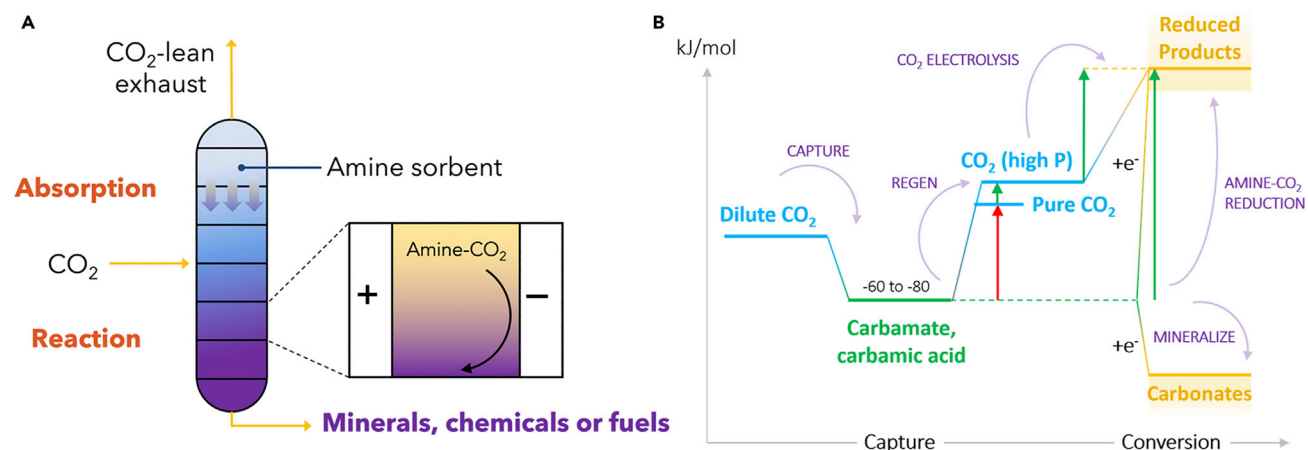 A
CO₂-lean
exhaust
Amine sorbent
Absorption
CO₂
Reaction
Amine-CO₂
+
−
Minerals, chemicals or fuels
B
kJ/mol
Reduced
Products
CO₂ ELECTROLYSIS
CAPTURE
CO₂ (high P)
+e⁻
REGEN
AMINE-CO₂
REDUCTION
Dilute CO₂
Pure CO₂
-60 to -80
Carbamate,
carbamic acid
MINERALIZE
+e⁻
Carbonates
Capture
Conversion